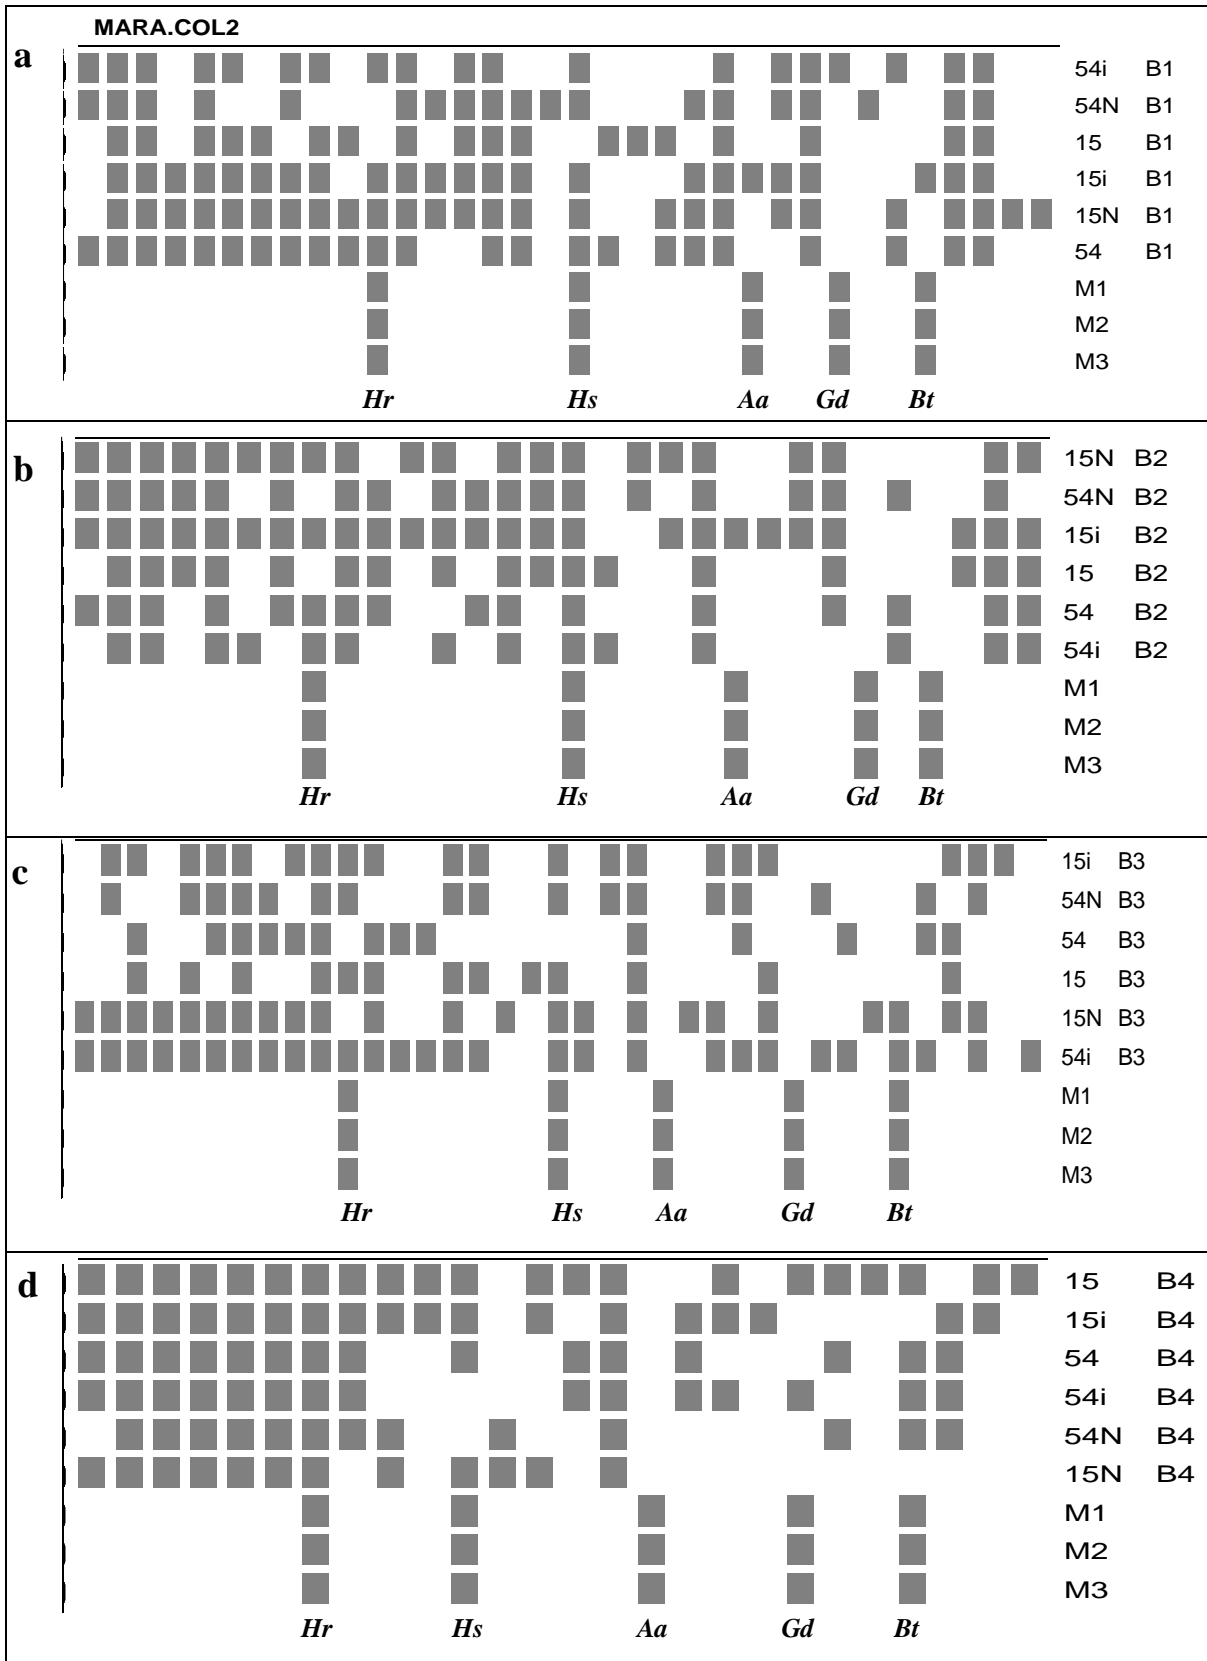 MARA.COL2
a
54i B1
54N B1
15 B1
15i B1
15N B1
54 B1
M1
M2
M3
Hr Hs Aa Gd Bt
b
15N B2
54N B2
15i B2
15 B2
54 B2
54i B2
M1
M2
M3
Hr Hs Aa Gd Bt
c
15i B3
54N B3
54 B3
15 B3
15N B3
54i B3
M1
M2
M3
Hr Hs Aa Gd Bt
d
15 B4
15i B4
54 B4
54i B4
54N B4
15N B4
M1
M2
M3
Hr Hs Aa Gd Bt